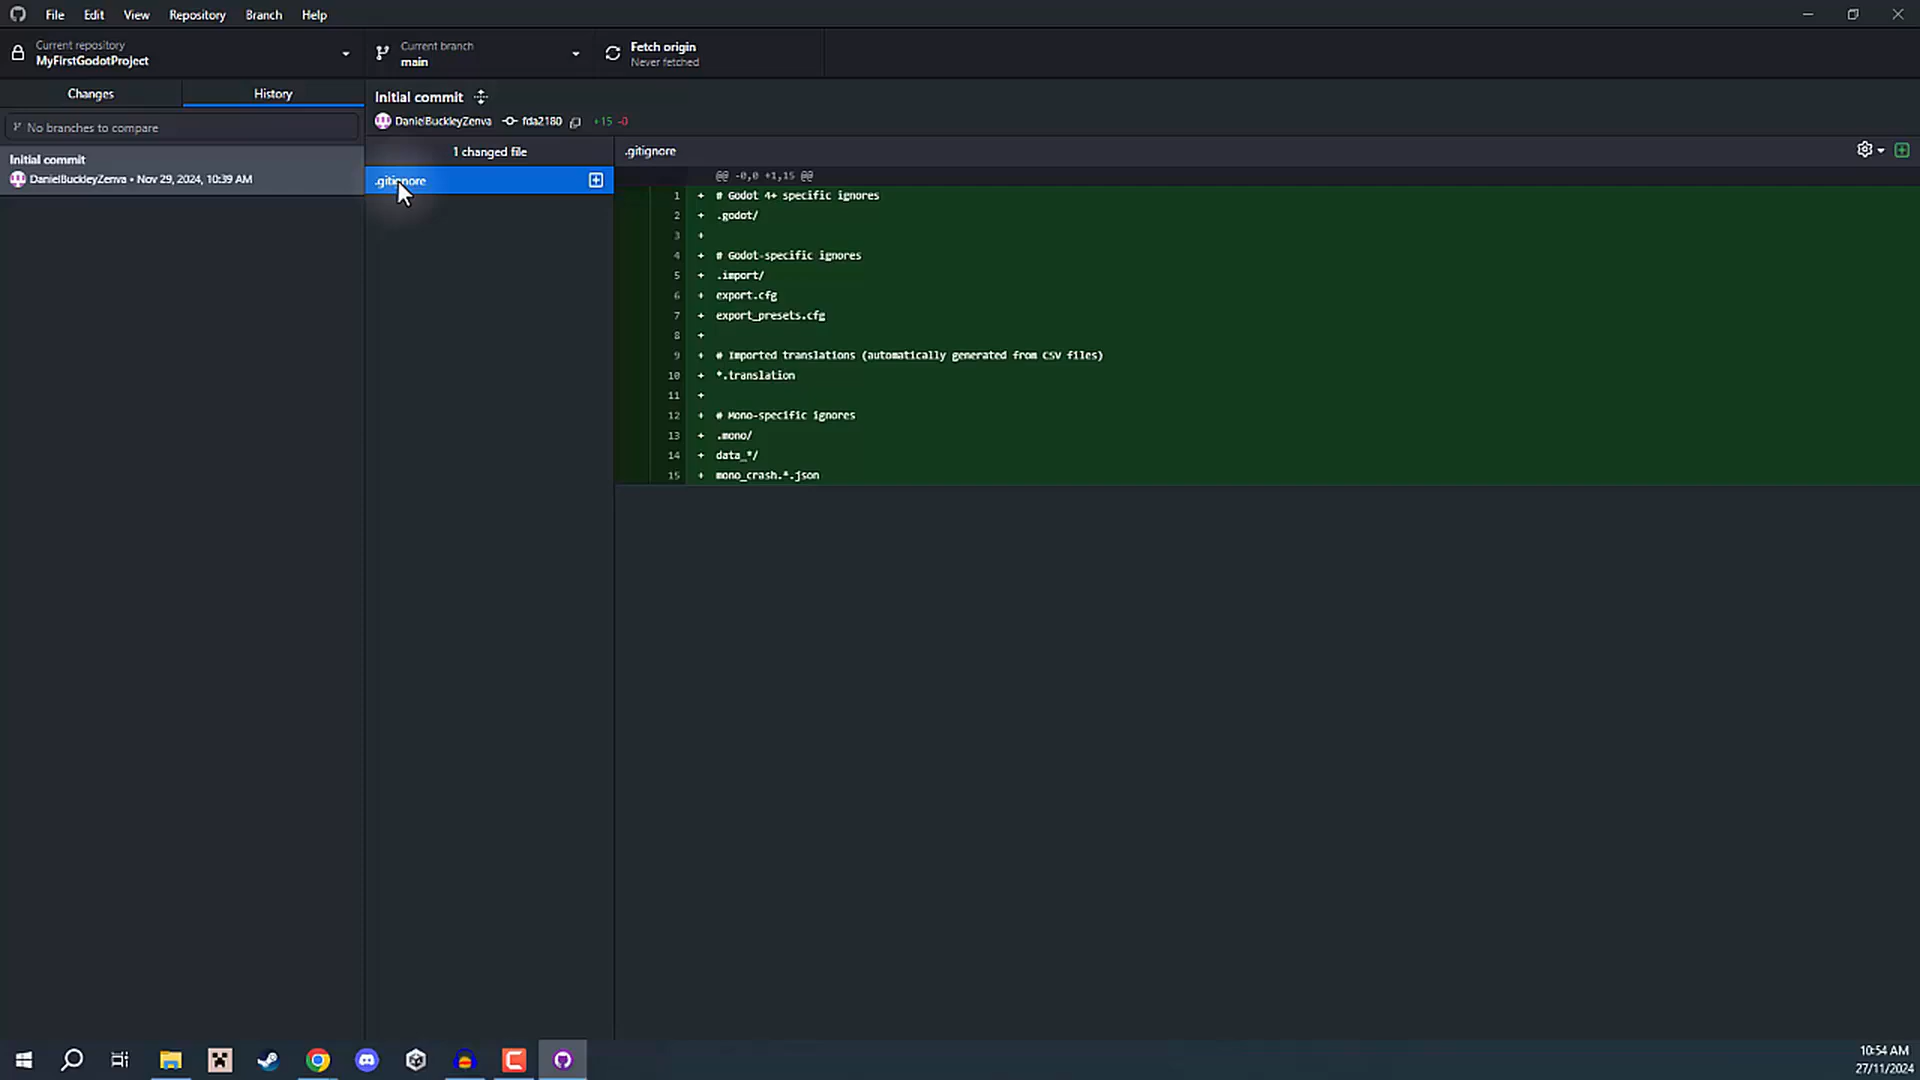 File Edit View Repository Branch Help
Current repository
MyFirstGodotProject
Current branch
main
Fetch origin
Never fetched
Changes
History
No branches to compare
Initial commit
DanielBuckleyZenva • Nov 29, 2024, 10:39 AM
Initial commit
DanielBuckleyZenva fda2180 +15 -0
1 changed file
.gitignore
.gitignore
@@ -0,0 +1,15 @@
1 + # Godot 4+ specific ignores
2 + .godot/
3 +
4 + # Godot-specific ignores
5 + .import/
6 + export.cfg
7 + export_presets.cfg
8 +
9 + # Imported translations (automatically generated from CSV files)
10 + *.translation
11 +
12 + # Mono-specific ignores
13 + .mono/
14 + data_*/
15 + mono_crash.*.json
10:54 AM
27/11/2024